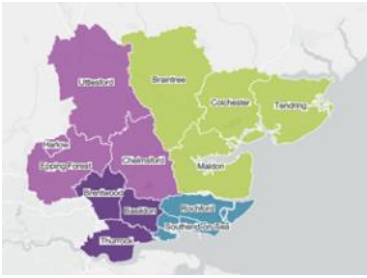 Uttlesford
Braintree
Colchester
Tendring
Harlow
Epping Forest
Chelmsford
Maldon
Brentwood
Basildon
Rochford
Southend-on-Sea
Thurrock